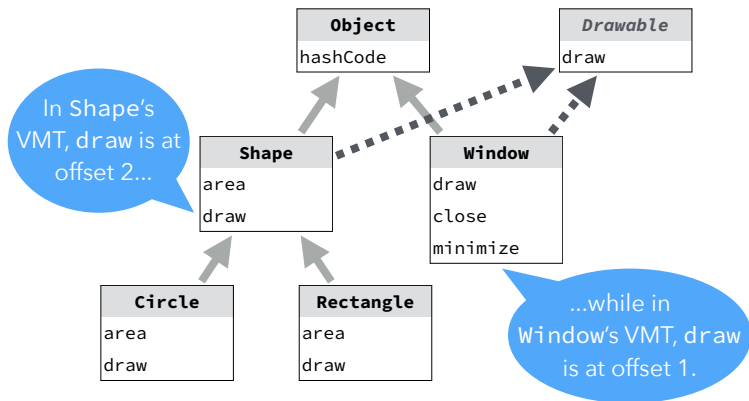 Object
hashCode
Drawable
draw
In Shape's
VMT, draw is at
offset 2...
Shape
area
draw
Window
draw
close
minimize
Circle
area
draw
Rectangle
area
draw
...while in
Window's VMT, draw
is at offset 1.